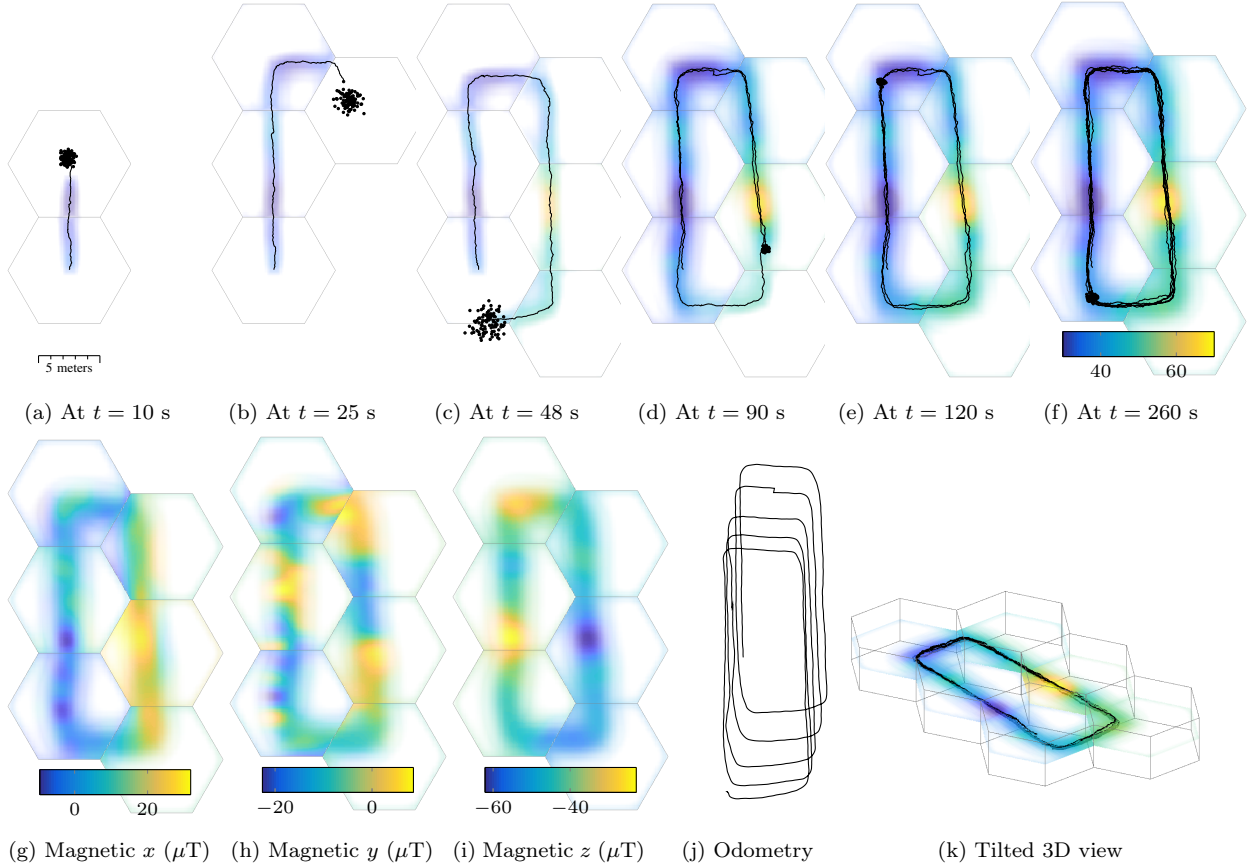 5 meters
40 60
(a) At t = 10 s (b) At t = 25 s (c) At t = 48 s (d) At t = 90 s (e) At t = 120 s (f) At t = 260 s
0 20 −20 0 −60 −40
(g) Magnetic x (μT) (h) Magnetic y (μT) (i) Magnetic z (μT) (j) Odometry (k) Tilted 3D view